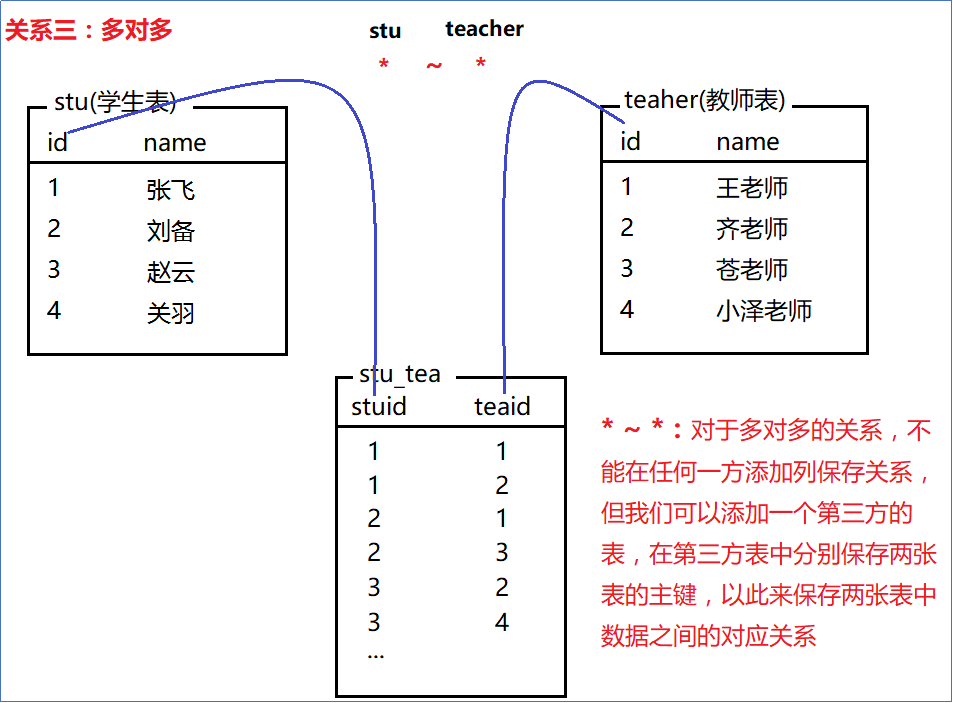 关系三：多对多
stu teacher
* ~ *
stu(学生表)
id name
1 张飞
2 刘备
3 赵云
4 关羽
teaher(教师表)
id name
1 王老师
2 齐老师
3 苍老师
4 小泽老师
stu_tea
stuid teaid
1 1
1 2
2 1
2 3
3 2
3 4
...
* ~ *：对于多对多的关系，不
能在任何一方添加列保存关系，
但我们可以添加一个第三方的
表，在第三方表中分别保存两张
表的主键，以此来保存两张表中
数据之间的对应关系